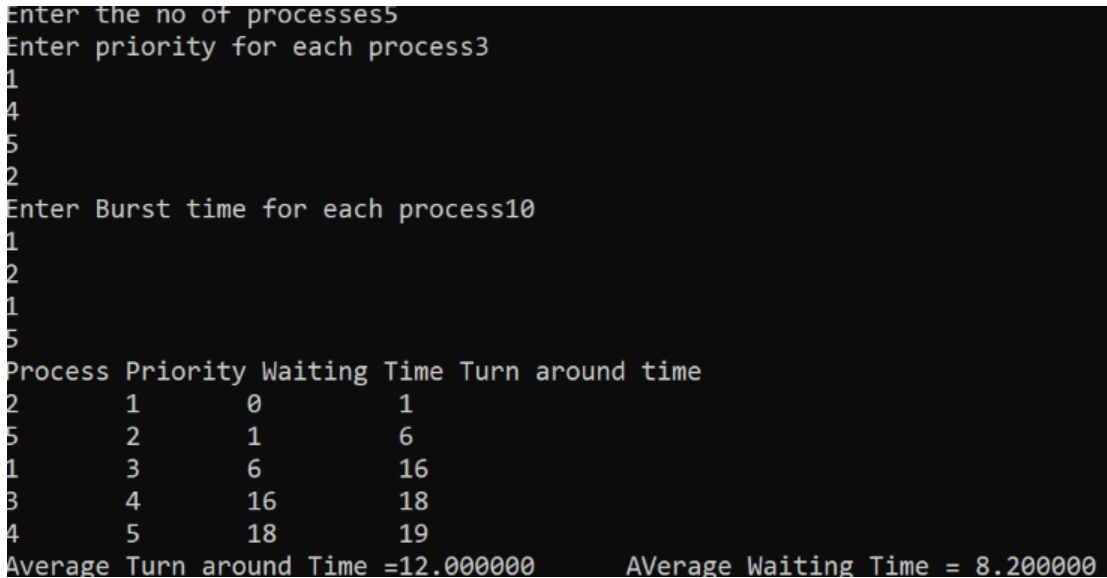 Enter the no of processes5
Enter priority for each process3
1
4
5
2
Enter Burst time for each process10
1
2
1
5
Process Priority Waiting Time Turn around time
2 1 0 1
5 2 1 6
1 3 6 16
3 4 16 18
4 5 18 19
Average Turn around Time =12.000000 AVerage Waiting Time = 8.200000